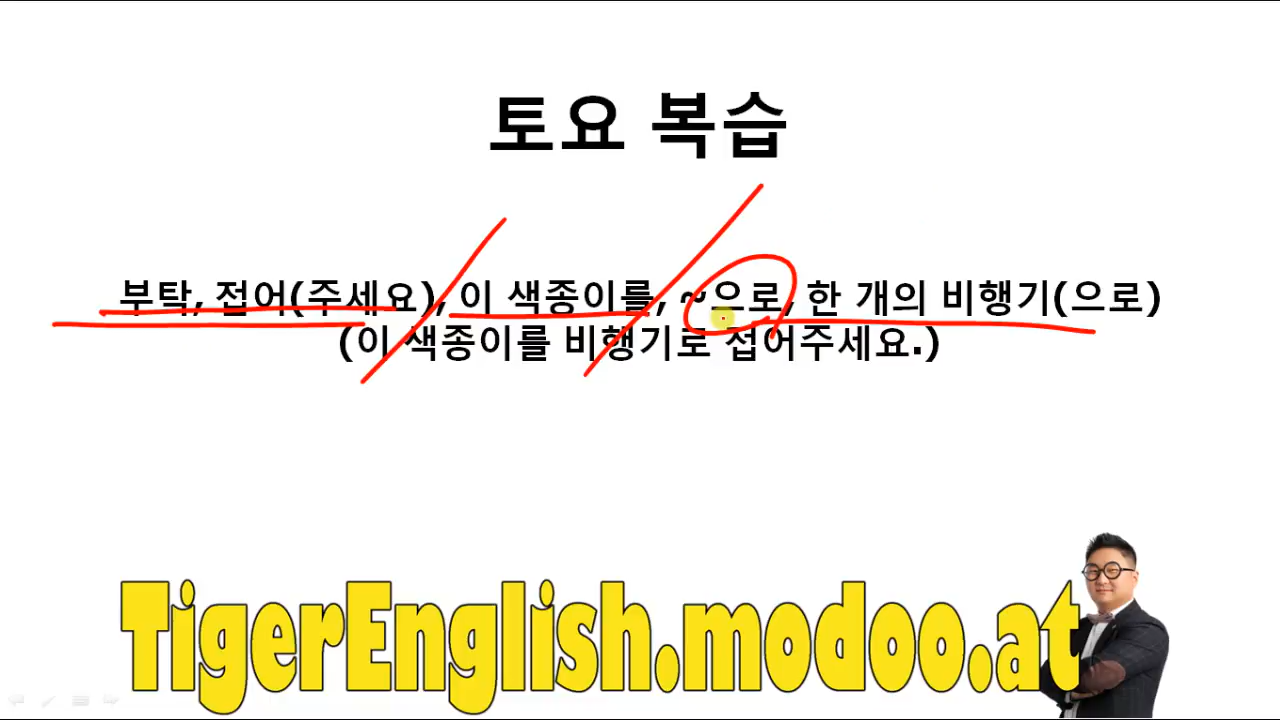 토요 복습
부탁, 접어(주세요), 이 색종이를, ~으로, 한 개의 비행기(으로)
(이 색종이를 비행기로 접어주세요.)
TigerEnglish.modoo.at